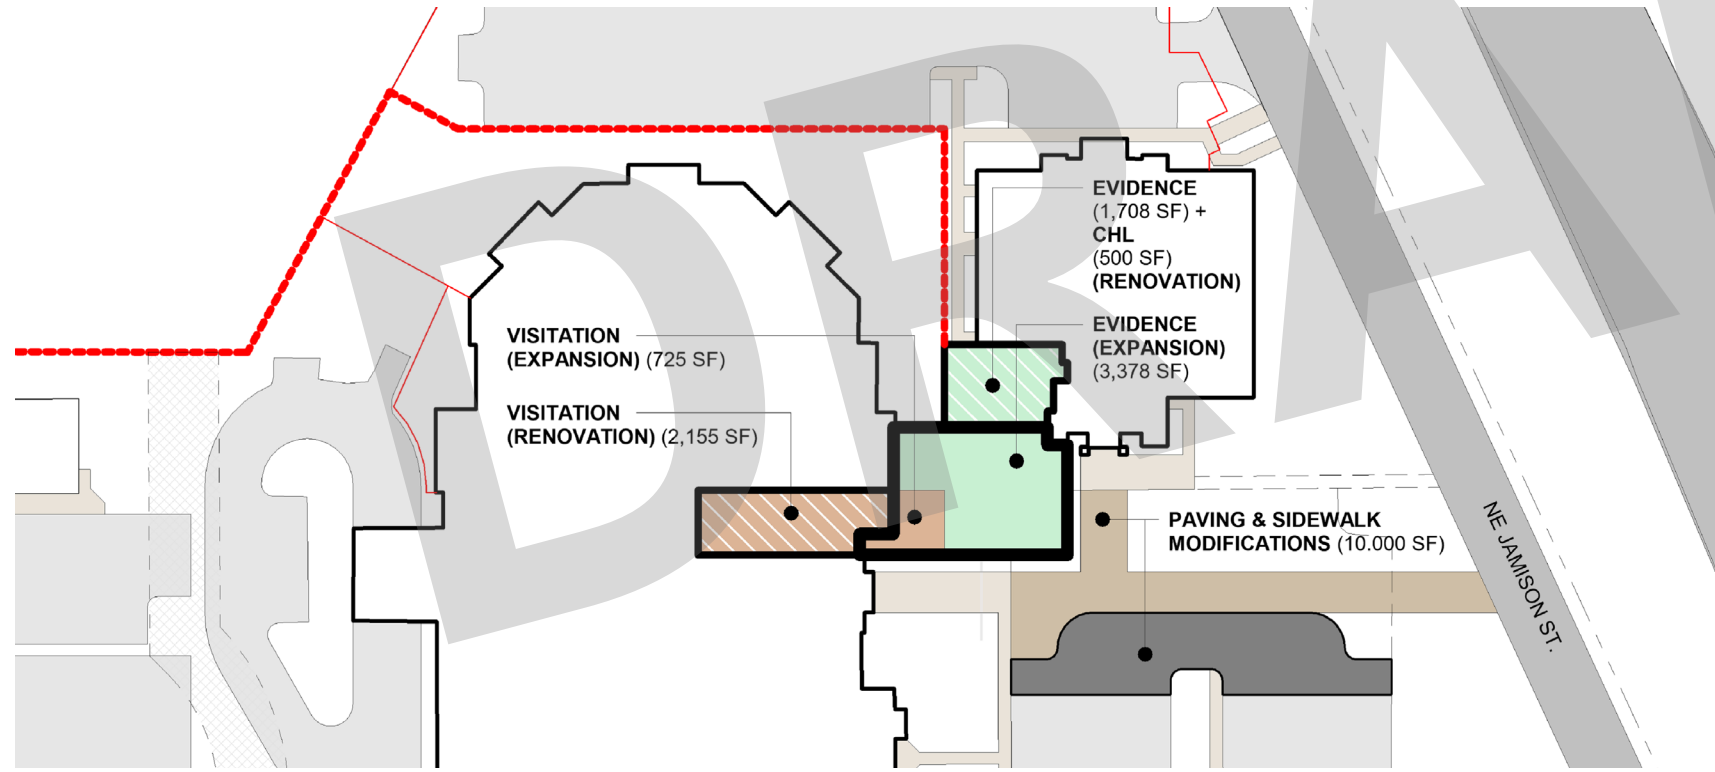 DRA
EVIDENCE
(1,708 SF) +
CHL
(500 SF)
(RENOVATION)
EVIDENCE
(EXPANSION)
(3,378 SF)
VISITATION
(EXPANSION) (725 SF)
VISITATION
(RENOVATION) (2,155 SF)
PAVING & SIDEWALK
MODIFICATIONS (10.000 SF)
NE JAMISON ST.